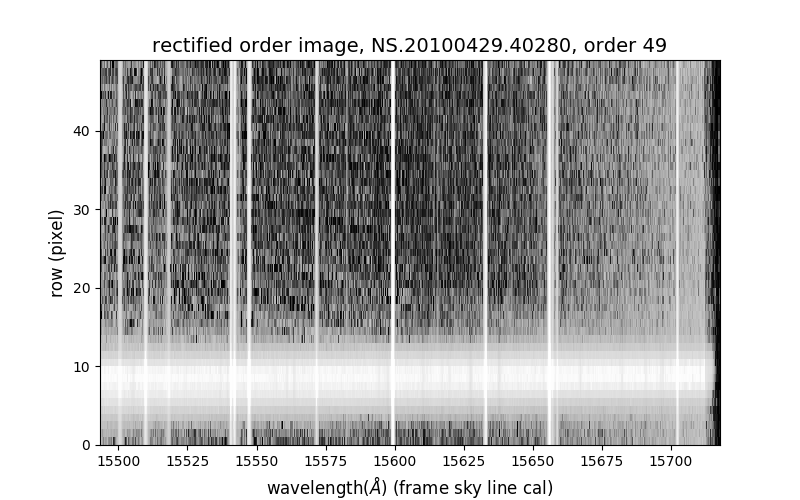 rectified order image, NS.20100429.40280, order 49
row (pixel)
40
30
20
10
0
15500 15525 15550 15575 15600 15625 15650 15675 15700
wavelength(Å) (frame sky line cal)